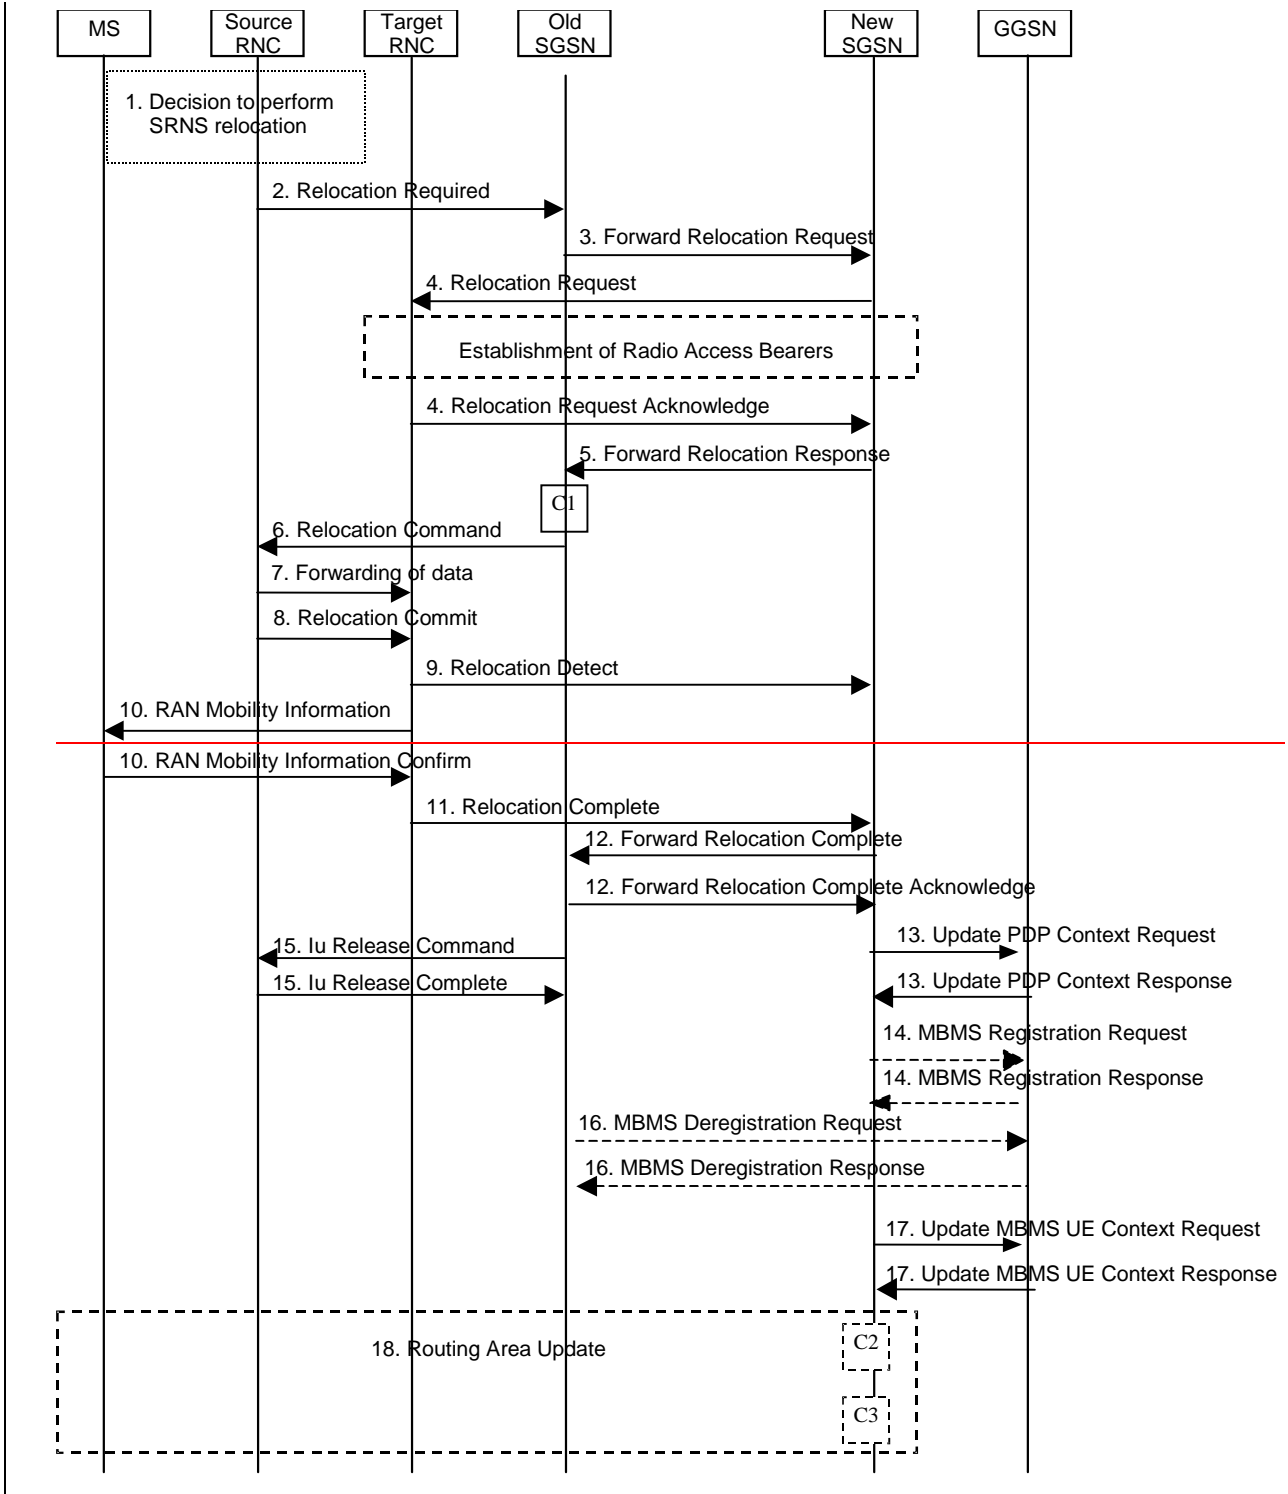 MS
Source
RNC
Target
RNC
Old
SGSN
New
SGSN
GGSN
1. Decision to perform
SRNS relocation
2. Relocation Required
3. Forward Relocation Request
4. Relocation Request
Establishment of Radio Access Bearers
4. Relocation Request Acknowledge
5. Forward Relocation Response
C1
6. Relocation Command
7. Forwarding of data
8. Relocation Commit
9. Relocation Detect
10. RAN Mobility Information
10. RAN Mobility Information Confirm
11. Relocation Complete
12. Forward Relocation Complete
12. Forward Relocation Complete Acknowledge
13. Update PDP Context Request
15. Iu Release Command
13. Update PDP Context Response
15. Iu Release Complete
14. MBMS Registration Request
14. MBMS Registration Response
16. MBMS Deregistration Request
16. MBMS Deregistration Response
17. Update MBMS UE Context Request
17. Update MBMS UE Context Response
18. Routing Area Update
C2
C3